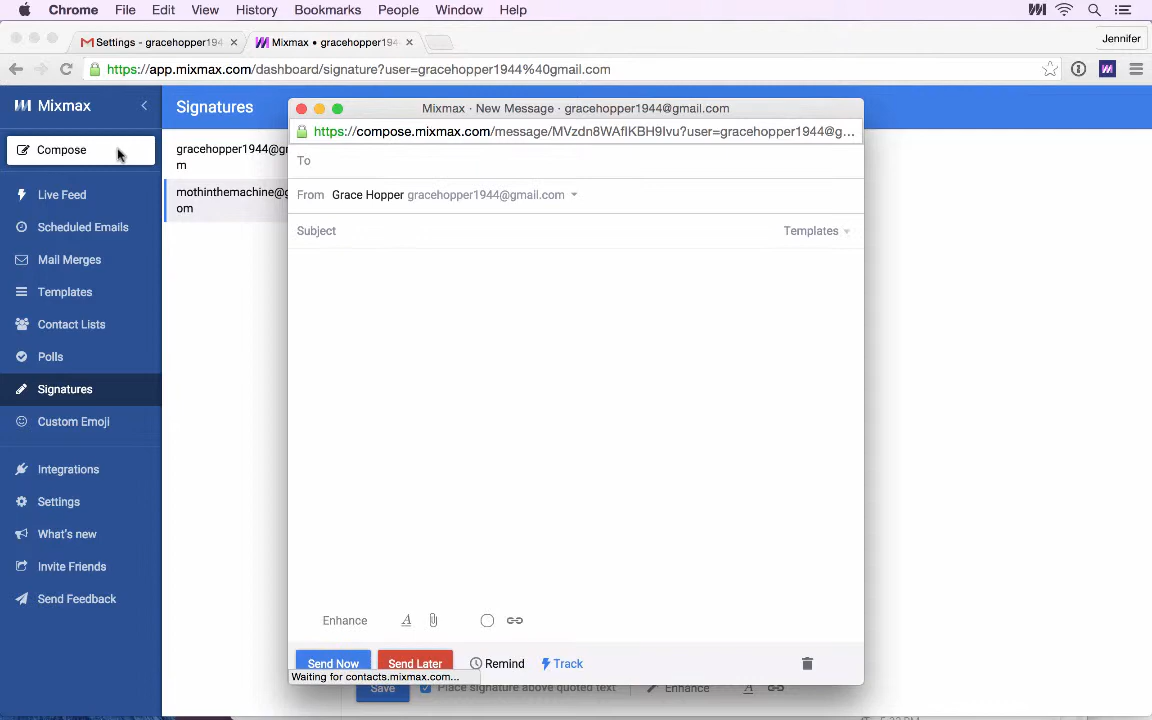 Chrome File Edit View History Bookmarks People Window Help
Settings - gracehopper194
Mixmax • gracehopper194
Jennifer
https://app.mixmax.com/dashboard/signature?user=gracehopper1944%40gmail.com
Mixmax
Signatures
Compose
Live Feed
Scheduled Emails
Mail Merges
Templates
Contact Lists
Polls
Signatures
Custom Emoji
Integrations
Settings
What's new
Invite Friends
Send Feedback
gracehopper1944@g
m
mothinthemachine@g
om
Mixmax · New Message · gracehopper1944@gmail.com
https://compose.mixmax.com/message/MVzdn8WAflKBH9Ivu?user=gracehopper1944@g...
To
From Grace Hopper gracehopper1944@gmail.com
Subject
Templates
Enhance
Send Now Send Later Remind Track
Waiting for contacts.mixmax.com...
Save Place signature above quoted text Enhance